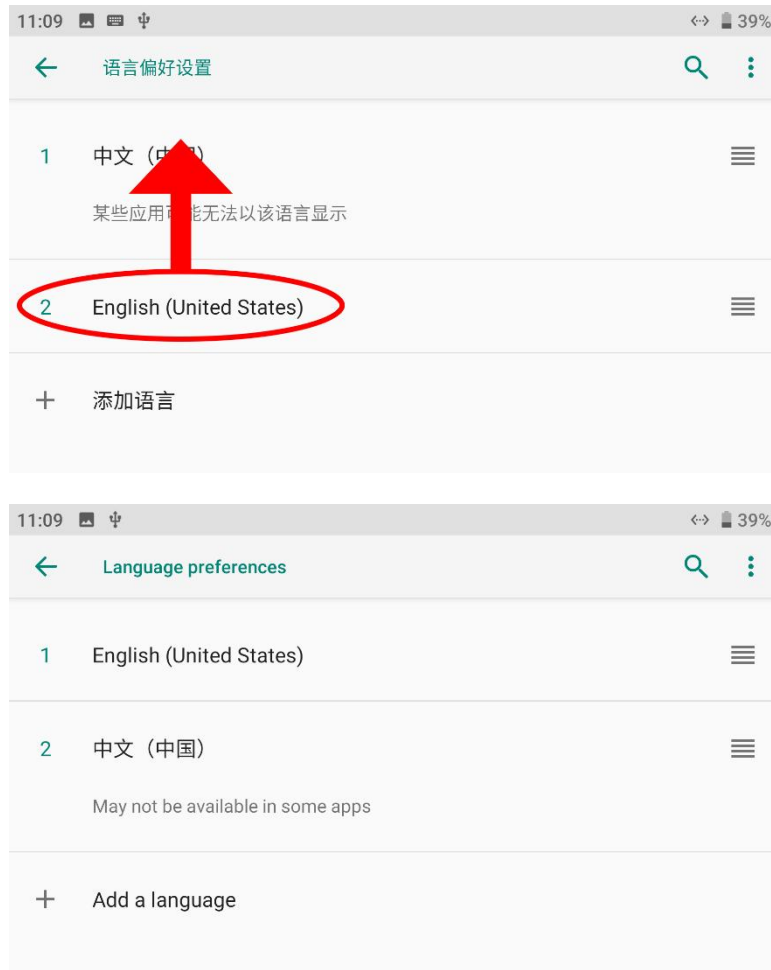 11:09 39%
语言偏好设置
1 中文（中
某些应用 能无法以该语言显示
2 English (United States)
添加语言
11:09 39%
Language preferences
1 English (United States)
2 中文（中国）
May not be available in some apps
Add a language